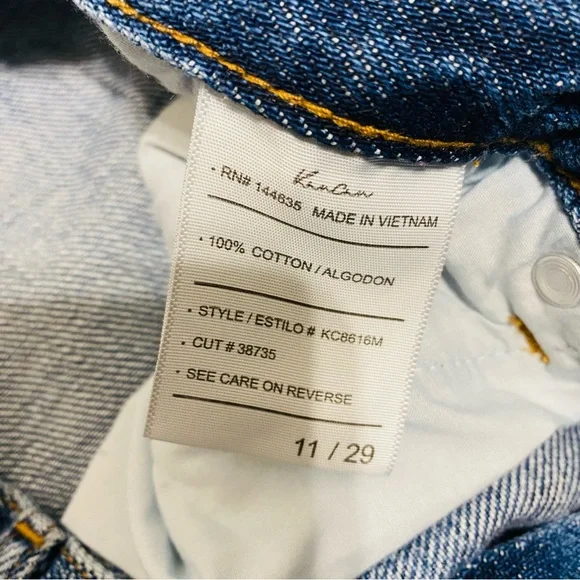 KanCan
· RN# 144635 MADE IN VIETNAM
· 100% COTTON / ALGODON
· STYLE / ESTILO # KC8616M
· CUT # 38735
· SEE CARE ON REVERSE
11 / 29